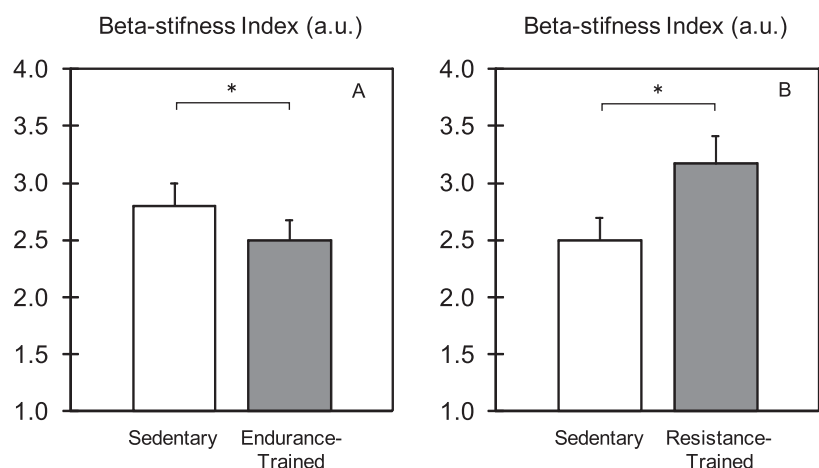 Beta-stifness Index (a.u.)
4.0
3.5
3.0
2.5
2.0
1.5
1.0
*
A
Sedentary
Endurance-
Trained
Beta-stifness Index (a.u.)
4.0
3.5
3.0
2.5
2.0
1.5
1.0
*
B
Sedentary
Resistance-
Trained